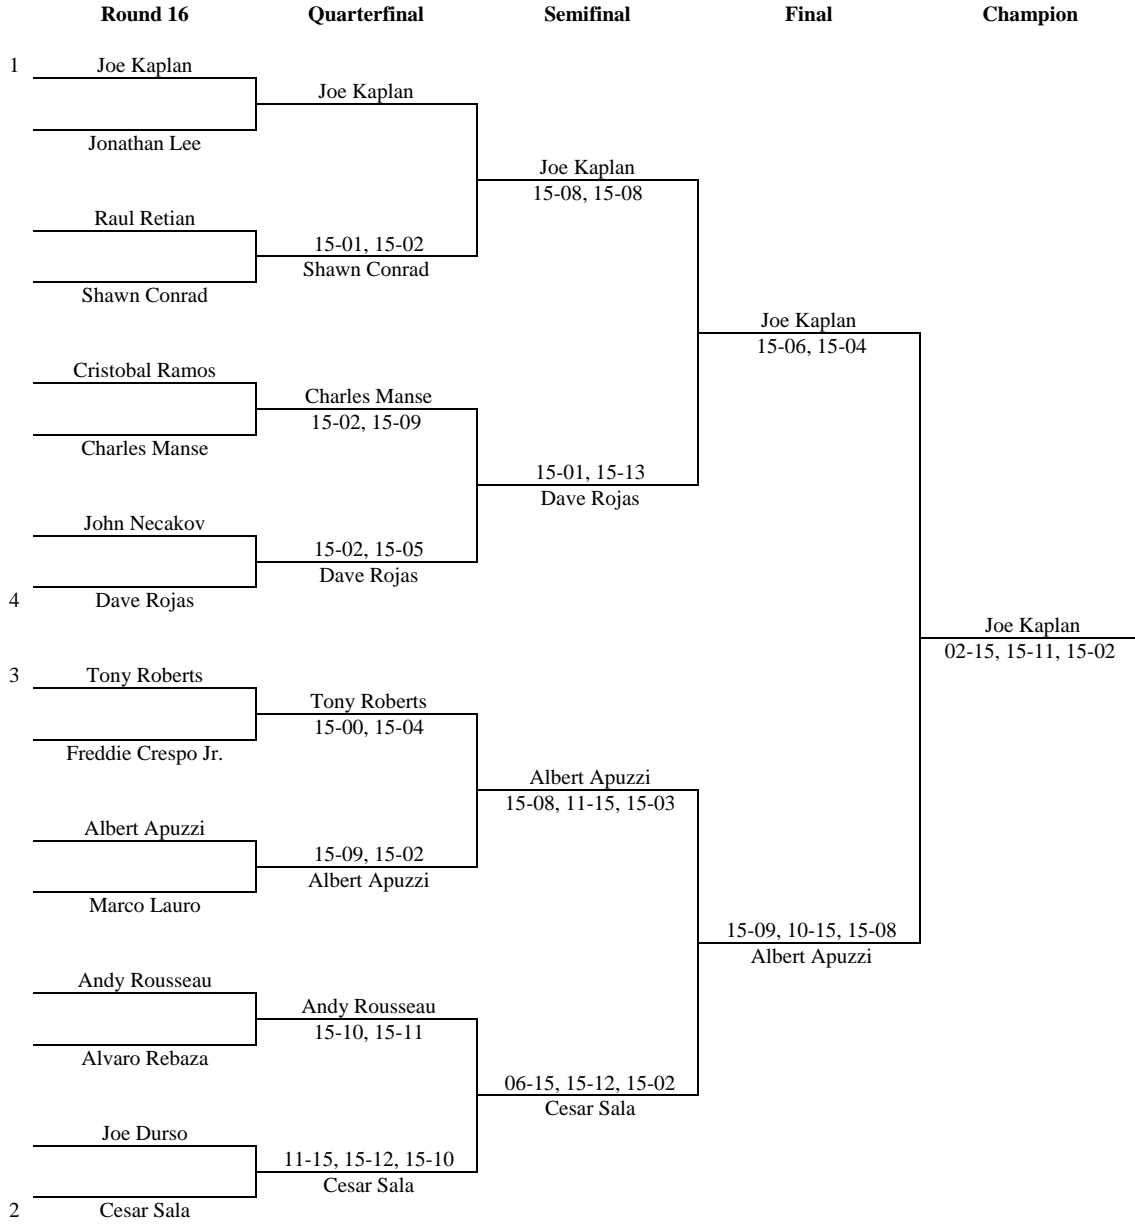 Round 16 Quarterfinal Semifinal Final Champion
1 Joe Kaplan
Joe Kaplan
Jonathan Lee
Joe Kaplan
15-08, 15-08
Raul Retian
15-01, 15-02
Shawn Conrad
Shawn Conrad
Joe Kaplan
15-06, 15-04
Cristobal Ramos
Charles Manse
15-02, 15-09
Charles Manse
15-01, 15-13
Dave Rojas
John Necakov
15-02, 15-05
Dave Rojas
4 Dave Rojas
Joe Kaplan
02-15, 15-11, 15-02
3 Tony Roberts
Tony Roberts
15-00, 15-04
Freddie Crespo Jr.
Albert Apuzzi
15-08, 11-15, 15-03
Albert Apuzzi
15-09, 15-02
Albert Apuzzi
Marco Lauro
15-09, 10-15, 15-08
Albert Apuzzi
Andy Rousseau
Andy Rousseau
15-10, 15-11
Alvaro Rebaza
06-15, 15-12, 15-02
Cesar Sala
Joe Durso
11-15, 15-12, 15-10
Cesar Sala
2 Cesar Sala